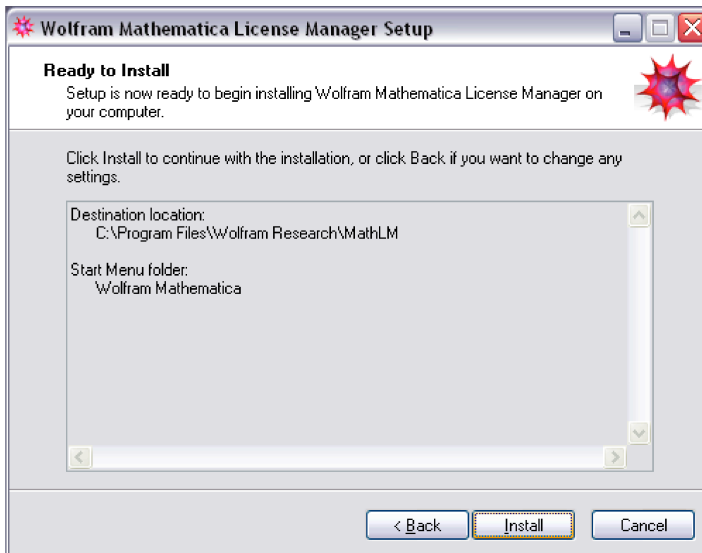 Wolfram Mathematica License Manager Setup
Ready to Install
Setup is now ready to begin installing Wolfram Mathematica License Manager on
your computer.
Click Install to continue with the installation, or click Back if you want to change any
settings.
Destination location:
C:\Program Files\Wolfram Research\MathLM
Start Menu folder:
Wolfram Mathematica
< Back
Install
Cancel